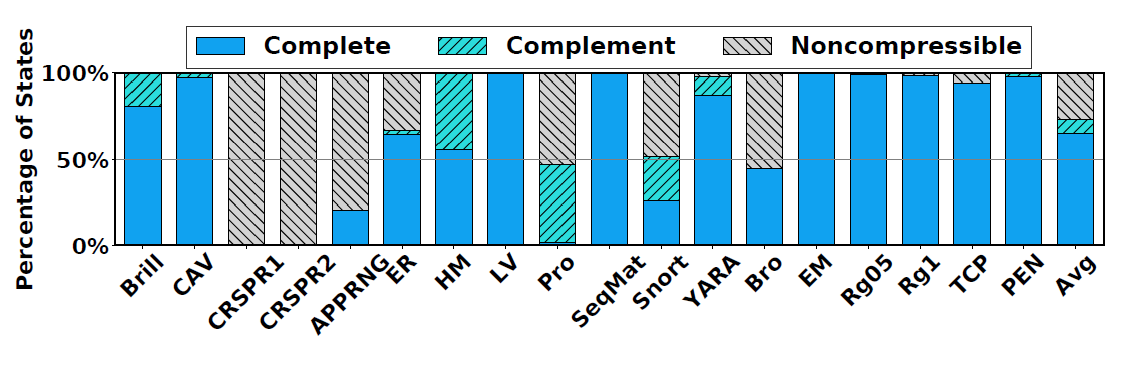 Complete Complement Noncompressible
Percentage of States
100%
50%
0%
Brill CAV CRSPR1 CRSPR2 APPRNG ER HM LV Pro SeqMat Snort YARA Bro EM Rg05 Rg1 TCP PEN Avg